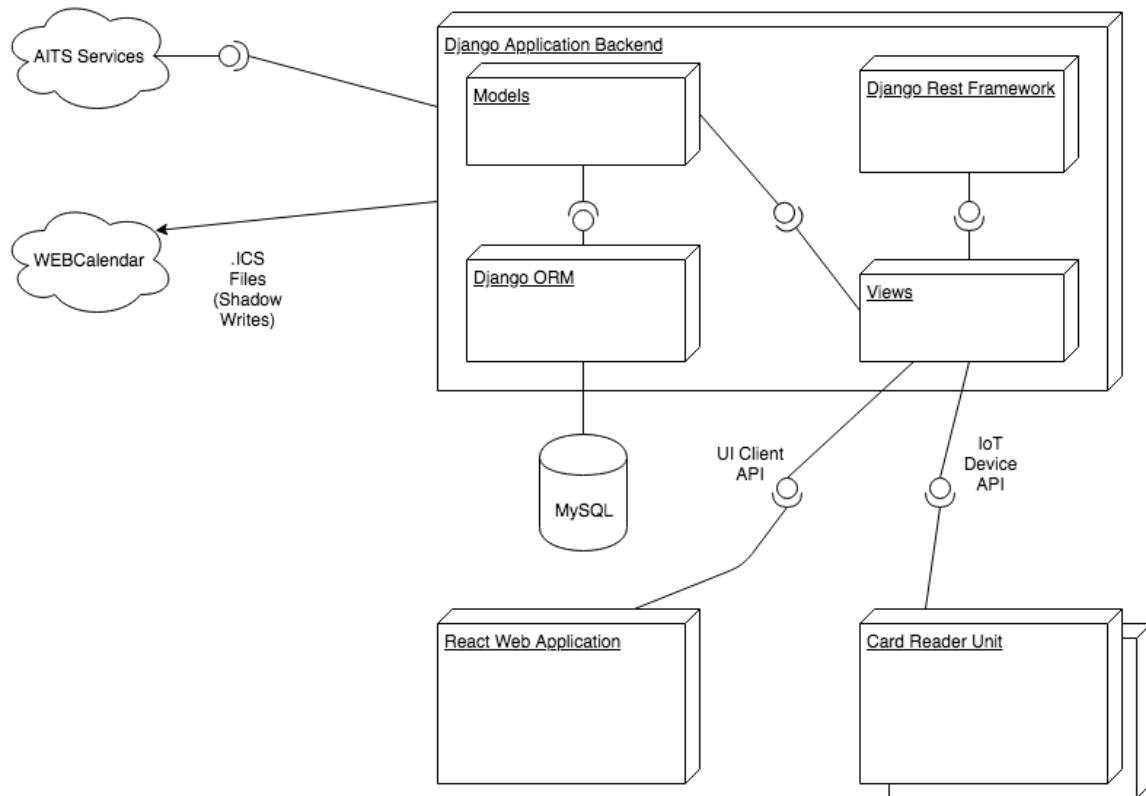 AITS Services
Django Application Backend
Models
Django Rest Framework
WEBCalendar
.ICS
Files
(Shadow
Writes)
Django ORM
Views
MySQL
UI Client
API
IoT
Device
API
React Web Application
Card Reader Unit